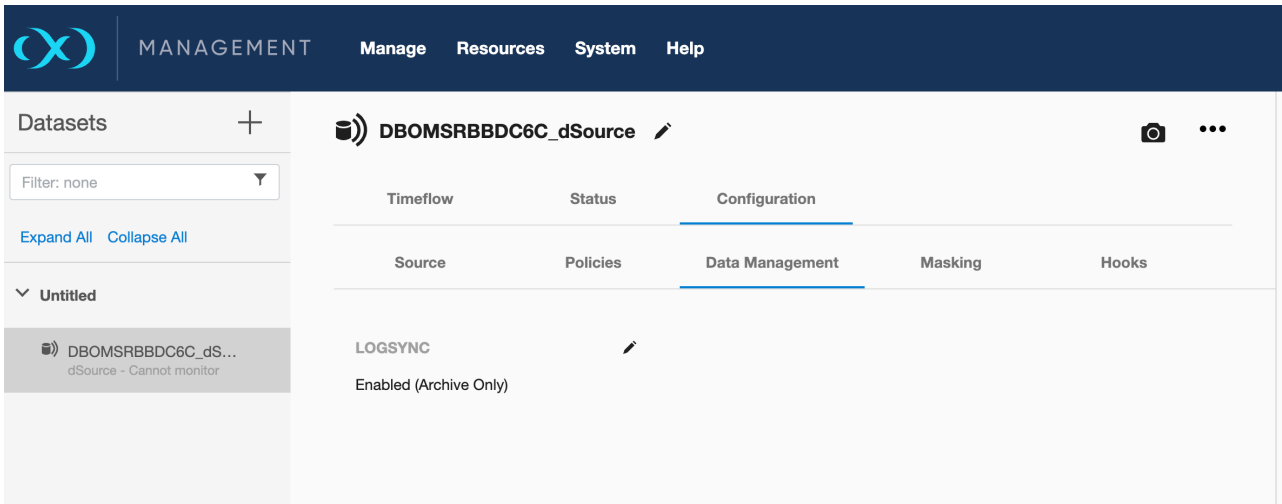 MANAGEMENT Manage Resources System Help
Datasets
Filter: none
Expand All Collapse All
Untitled
DBOMSRBBDC6C_dS...
dSource - Cannot monitor
DBOMSRBBDC6C_dSource
Timeflow Status Configuration
Source Policies Data Management Masking Hooks
LOGSYNC
Enabled (Archive Only)